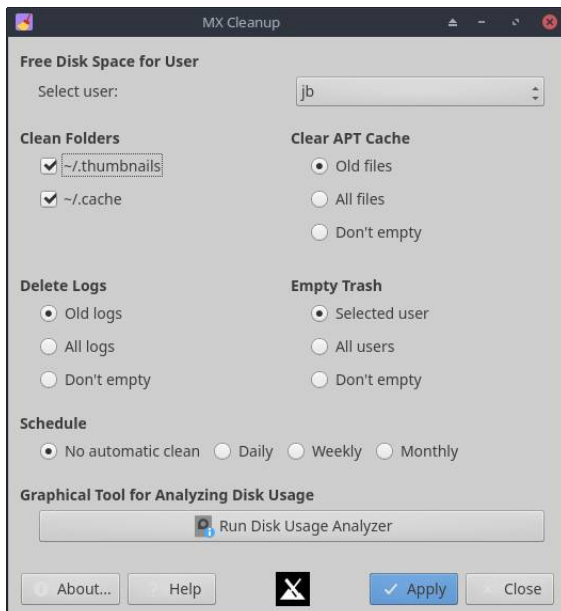 MX Cleanup
Free Disk Space for User
Select user: jb
Clean Folders Clear APT Cache
~/.thumbnails Old files
~/.cache All files
Don't empty
Delete Logs Empty Trash
Old logs Selected user
All logs All users
Don't empty Don't empty
Schedule
No automatic clean Daily Weekly Monthly
Graphical Tool for Analyzing Disk Usage
Run Disk Usage Analyzer
About... Help Apply Close